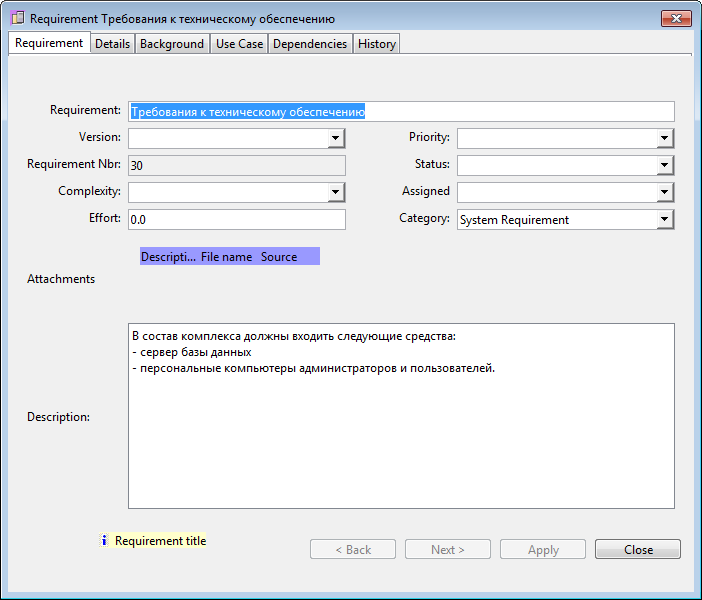 Requirement Требования к техническому обеспечению
Requirement Details Background Use Case Dependencies History
Requirement: Требования к техническому обеспечению
Version: Priority:
Requirement Nbr: 30 Status:
Complexity: Assigned
Effort: 0.0 Category: System Requirement
Descripti... File name Source
Attachments
В состав комплекса должны входить следующие средства:
- сервер базы данных
- персональные компьютеры администраторов и пользователей.
Description:
i Requirement title
< Back Next > Apply Close